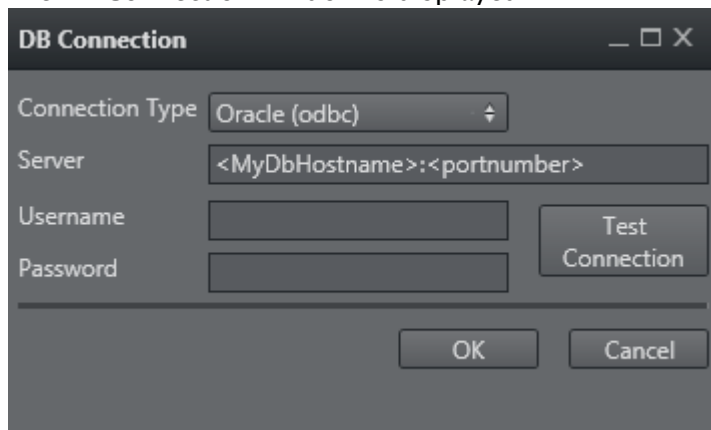 DB Connection
Connection Type Oracle (odbc)
Server <MyDbHostname>:<portnumber>
Username
Test
Connection
Password
OK Cancel